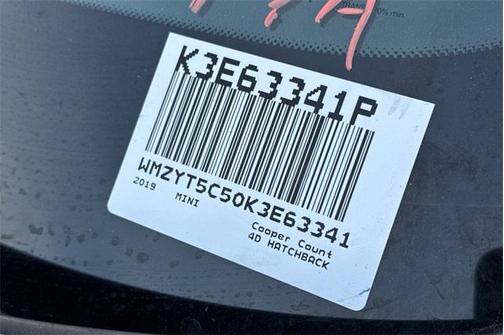 K3E63341P
WMZYT5C50K3E63341
2019 MINI
Cooper Count
4D HATCHBACK